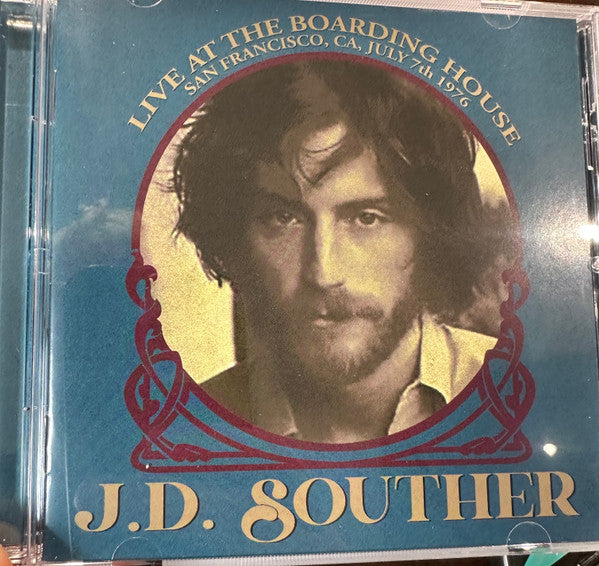 LIVE AT THE BOARDING HOUSE
SAN FRANCISCO, CA, JULY 7th 1976
J.D. SOUTHER